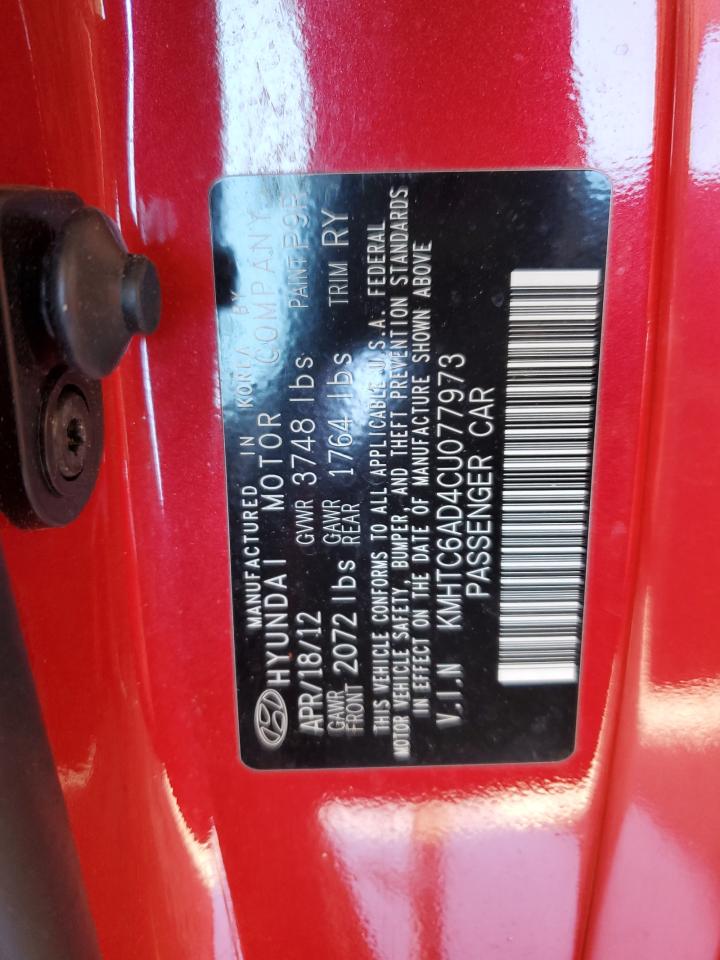 MANUFACTURED IN KOREA BY
HYUNDAI MOTOR COMPANY
APR/18/12 GVWR 3748 lbs PAINT P9R
GAWR FRONT 2072 lbs GAWR REAR 1764 lbs TRIM RY
THIS VEHICLE CONFORMS TO ALL APPLICABLE U.S.A. FEDERAL
MOTOR VEHICLE SAFETY, BUMPER, AND THEFT PREVENTION STANDARDS
IN EFFECT ON THE DATE OF MANUFACTURE SHOWN ABOVE
V.I.N KMHTC6AD4CU077973
PASSENGER CAR